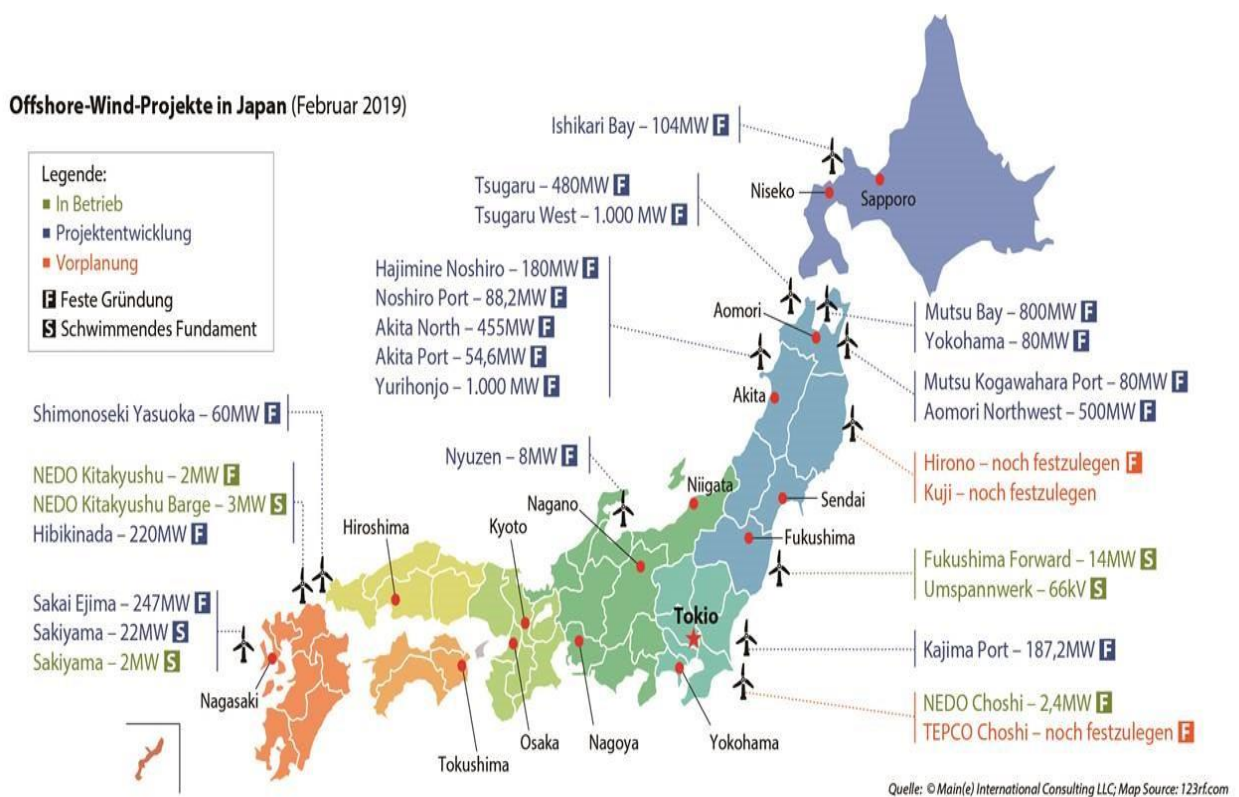 Offshore-Wind-Projekte in Japan (Februar 2019)
Legende:
In Betrieb
Projektentwicklung
Vorplanung
F Feste Gründung
S Schwimmendes Fundament
Ishikari Bay – 104MW F
Niseko
Sapporo
Tsugaru – 480MW F
Tsugaru West – 1.000 MW F
Hajimine Noshiro – 180MW F
Noshiro Port – 88,2MW F
Akita North – 455MW F
Akita Port – 54,6MW F
Yurihonjo – 1.000 MW F
Aomori
Akita
Mutsu Bay – 800MW F
Yokohama – 80MW F
Mutsu Kogawahara Port – 80MW F
Aomori Northwest – 500MW F
Hirono – noch festzulegen F
Kuji – noch festzulegen
Shimonoseki Yasuoka – 60MW F
NEDO Kitakyushu – 2MW F
NEDO Kitakyushu Barge – 3MW S
Hibikinada – 220MW F
Sakai Ejima – 247MW F
Sakiyama – 22MW S
Sakiyama – 2MW S
Nyuzen – 8MW F
Niigata
Nagano
Sendai
Fukushima
Hiroshima
Kyoto
Tokio
Nagasaki
Tokushima
Osaka
Nagoya
Yokohama
Fukushima Forward – 14MW S
Umspannwerk – 66kV S
Kajima Port – 187,2MW F
NEDO Choshi – 2,4MW F
TEPCO Choshi – noch festzulegen F
Quelle: © Main(e) International Consulting LLC; Map Source: 123rf.com